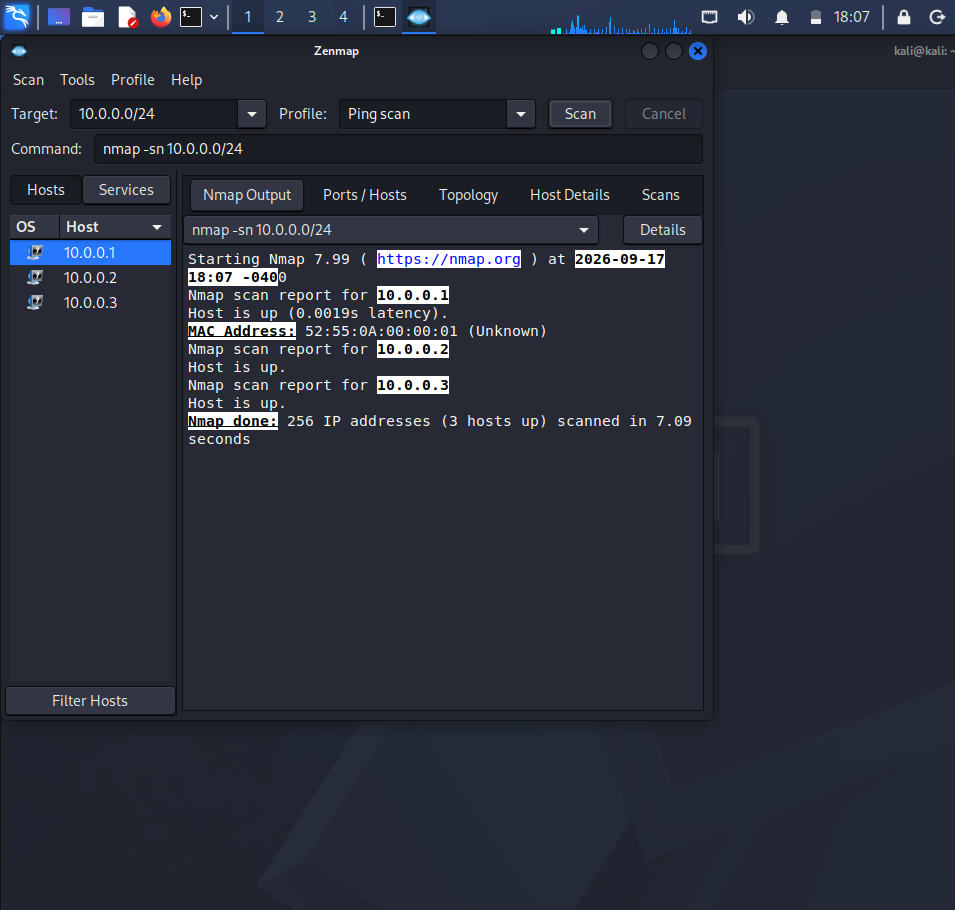 1 2 3 4 18:07
Zenmap
kali@kali: ~
Scan Tools Profile Help
Target: 10.0.0.0/24 Profile: Ping scan Scan Cancel
Command: nmap -sn 10.0.0.0/24
Hosts Services
Nmap Output Ports / Hosts Topology Host Details Scans
OS Host
nmap -sn 10.0.0.0/24 Details
10.0.0.1
10.0.0.2
10.0.0.3
Starting Nmap 7.99 ( https://nmap.org ) at 2026-09-17
18:07 -0400
Nmap scan report for 10.0.0.1
Host is up (0.0019s latency).
MAC Address: 52:55:0A:00:00:01 (Unknown)
Nmap scan report for 10.0.0.2
Host is up.
Nmap scan report for 10.0.0.3
Host is up.
Nmap done: 256 IP addresses (3 hosts up) scanned in 7.09
seconds
Filter Hosts